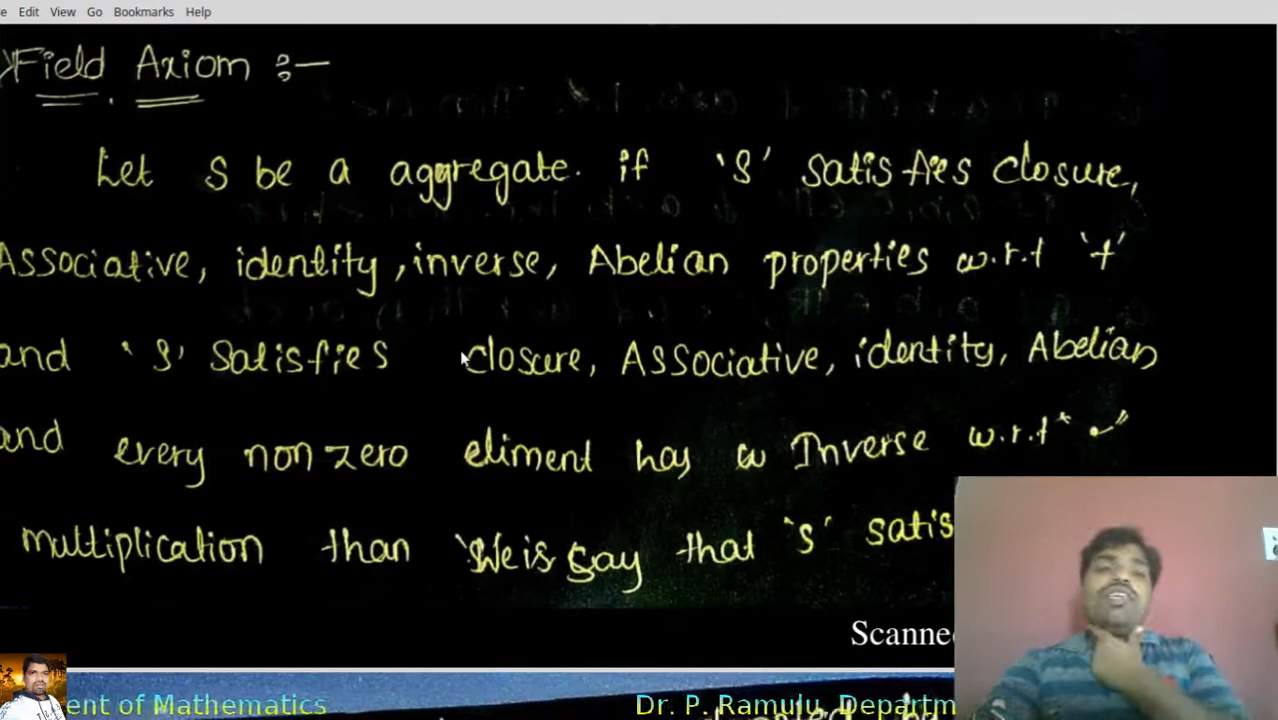 Edit View Go Bookmarks Help
Field Axiom :-
Let S be a aggregate. if 'S' satisfies closure,
Associative, identity, inverse, Abelian properties w.r.t '+'
and 'S' Satisfies closure, Associative, identity, Abelian
and every non zero eliment has a Inverse w.r.t
multiplication than We is say that 's' satis
Scanne
ent of Mathematics Dr. P. Ramulu, Departm